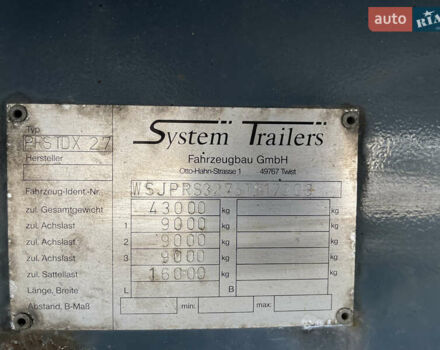 auto RIA
System Trailers
Fahrzeugbau GmbH
Otto-Hahn-Strasse 1 49767 Twist
Typ
PRSTDX 27
Hersteller
Fahrzeug-Ident.-Nr.
zul. Gesamtgewicht 43000 kg kg
zul. Achslast 1 9000 kg kg
zul. Achslast 2 9000 kg kg
zul. Achslast 3 9000 kg kg
zul. Sattellast 16000 kg kg
Länge, Breite L B
Abstand, B-Maß min: max: